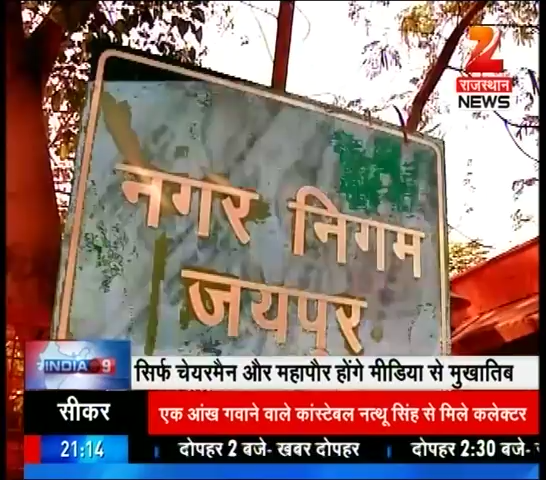 राजस्थान
NEWS
नगर निगम
जयपुर
INDIA 9
सिर्फ चेयरमैन और महापौर होंगे मीडिया से मुखातिब
सीकर
एक आंख गवाने वाले कांस्टेबल नत्थू सिंह से मिले कलेक्टर
21:14
दोपहर 2 बजे- खबर दोपहर
दोपहर 2:30 बजे-